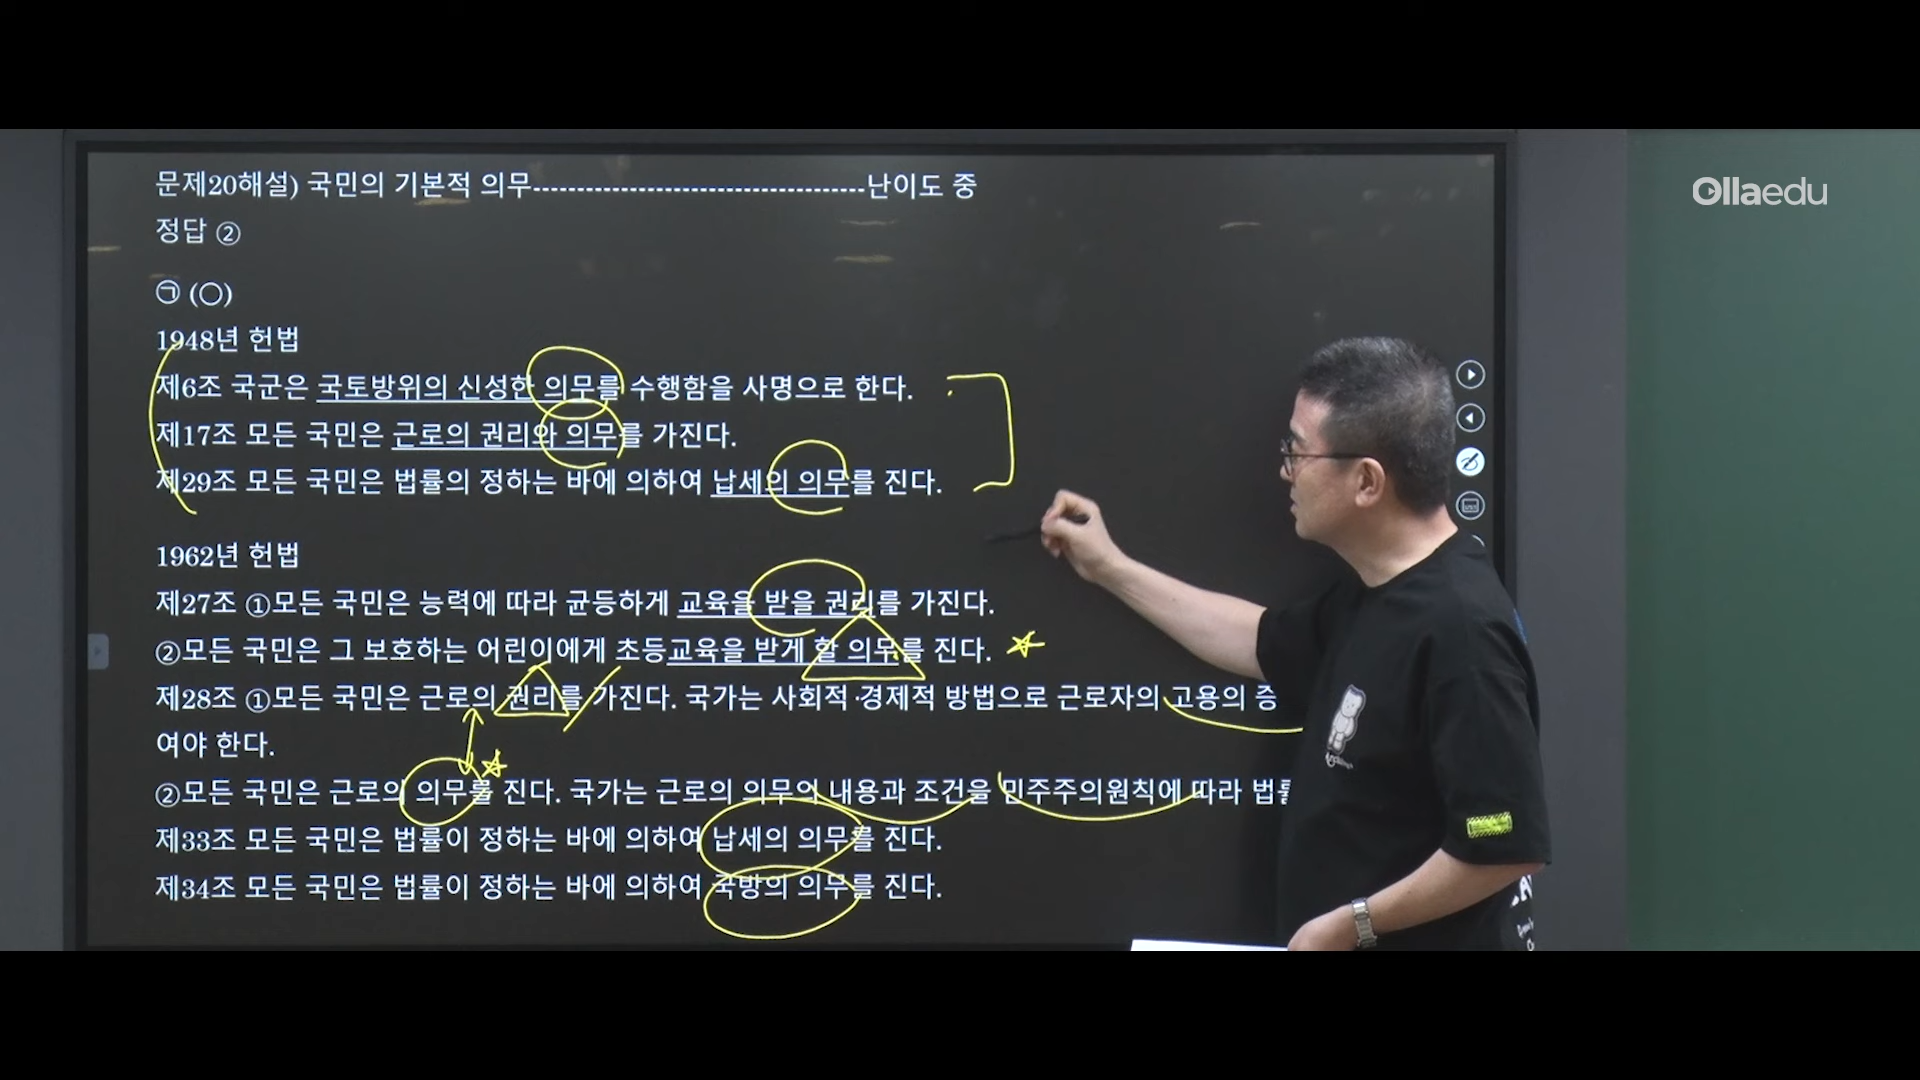 Ollaedu
문제20해설) 국민의 기본적 의무--------------------------------------난이도 중
정답 ②
㉠ (○)
1948년 헌법
제6조 국군은 국토방위의 신성한 의무를 수행함을 사명으로 한다.
제17조 모든 국민은 근로의 권리와 의무를 가진다.
제29조 모든 국민은 법률의 정하는 바에 의하여 납세의 의무를 진다.
1962년 헌법
제27조 ①모든 국민은 능력에 따라 균등하게 교육을 받을 권리를 가진다.
②모든 국민은 그 보호하는 어린이에게 초등교육을 받게 할 의무를 진다.
제28조 ①모든 국민은 근로의 권리를 가진다. 국가는 사회적·경제적 방법으로 근로자의 고용의 증
여야 한다.
②모든 국민은 근로의 의무를 진다. 국가는 근로의 의무의 내용과 조건을 민주주의원칙에 따라
제33조 모든 국민은 법률이 정하는 바에 의하여 납세의 의무를 진다.
제34조 모든 국민은 법률이 정하는 바에 의하여 국방의 의무를 진다.